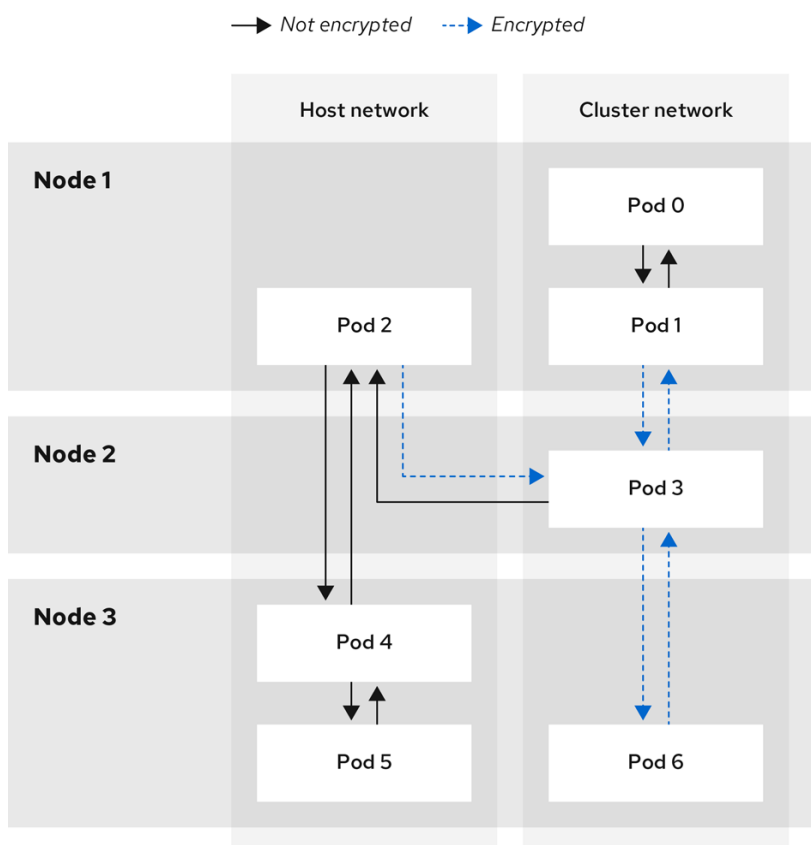 Not encrypted
Encrypted
Host network
Cluster network
Node 1
Pod 0
Pod 2
Pod 1
Node 2
Pod 3
Node 3
Pod 4
Pod 5
Pod 6